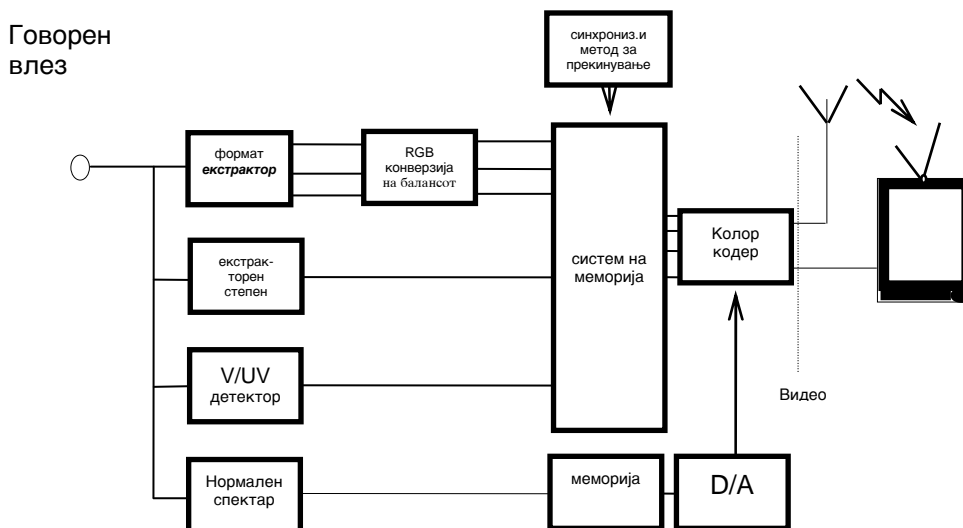 Говорен
влез
синхрониз.и
метод за
прекинување
формат
екстрактор
RGB
конверзија
на балансот
екстрак-
торен
степен
систем на
меморија
Колор
кодер
V/UV
детектор
Видео
Нормален
спектар
меморија
D/A